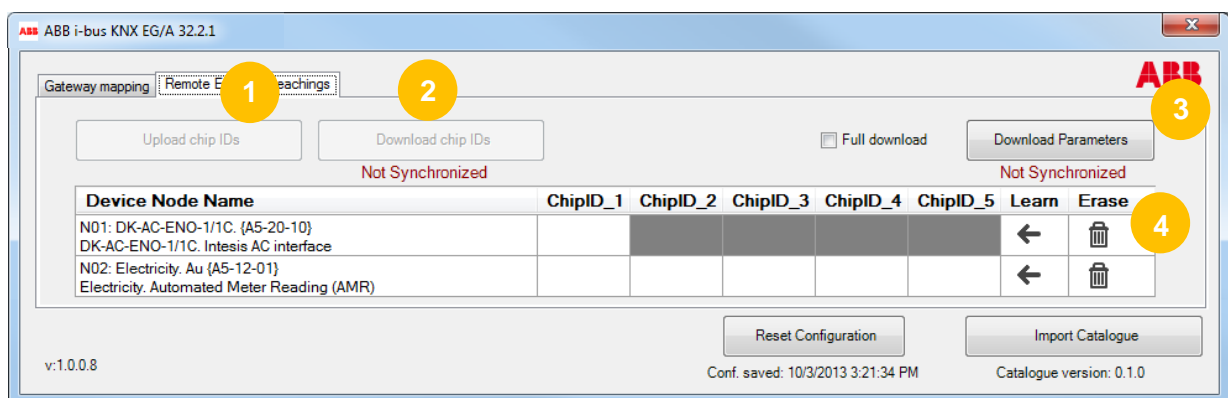 ABB ABB i-bus KNX EG/A 32.2.1
ABB
Gateway mapping Remote E eachings
1 2 3
Upload chip IDs Download chip IDs Full download Download Parameters
Not Synchronized Not Synchronized
Device Node Name ChipID_1 ChipID_2 ChipID_3 ChipID_4 ChipID_5 Learn Erase
N01: DK-AC-ENO-1/1C. {A5-20-10}
DK-AC-ENO-1/1C. Intesis AC interface
4
N02: Electricity. Au {A5-12-01}
Electricity. Automated Meter Reading (AMR)
Reset Configuration Import Catalogue
v:1.0.0.8 Conf. saved: 10/3/2013 3:21:34 PM Catalogue version: 0.1.0